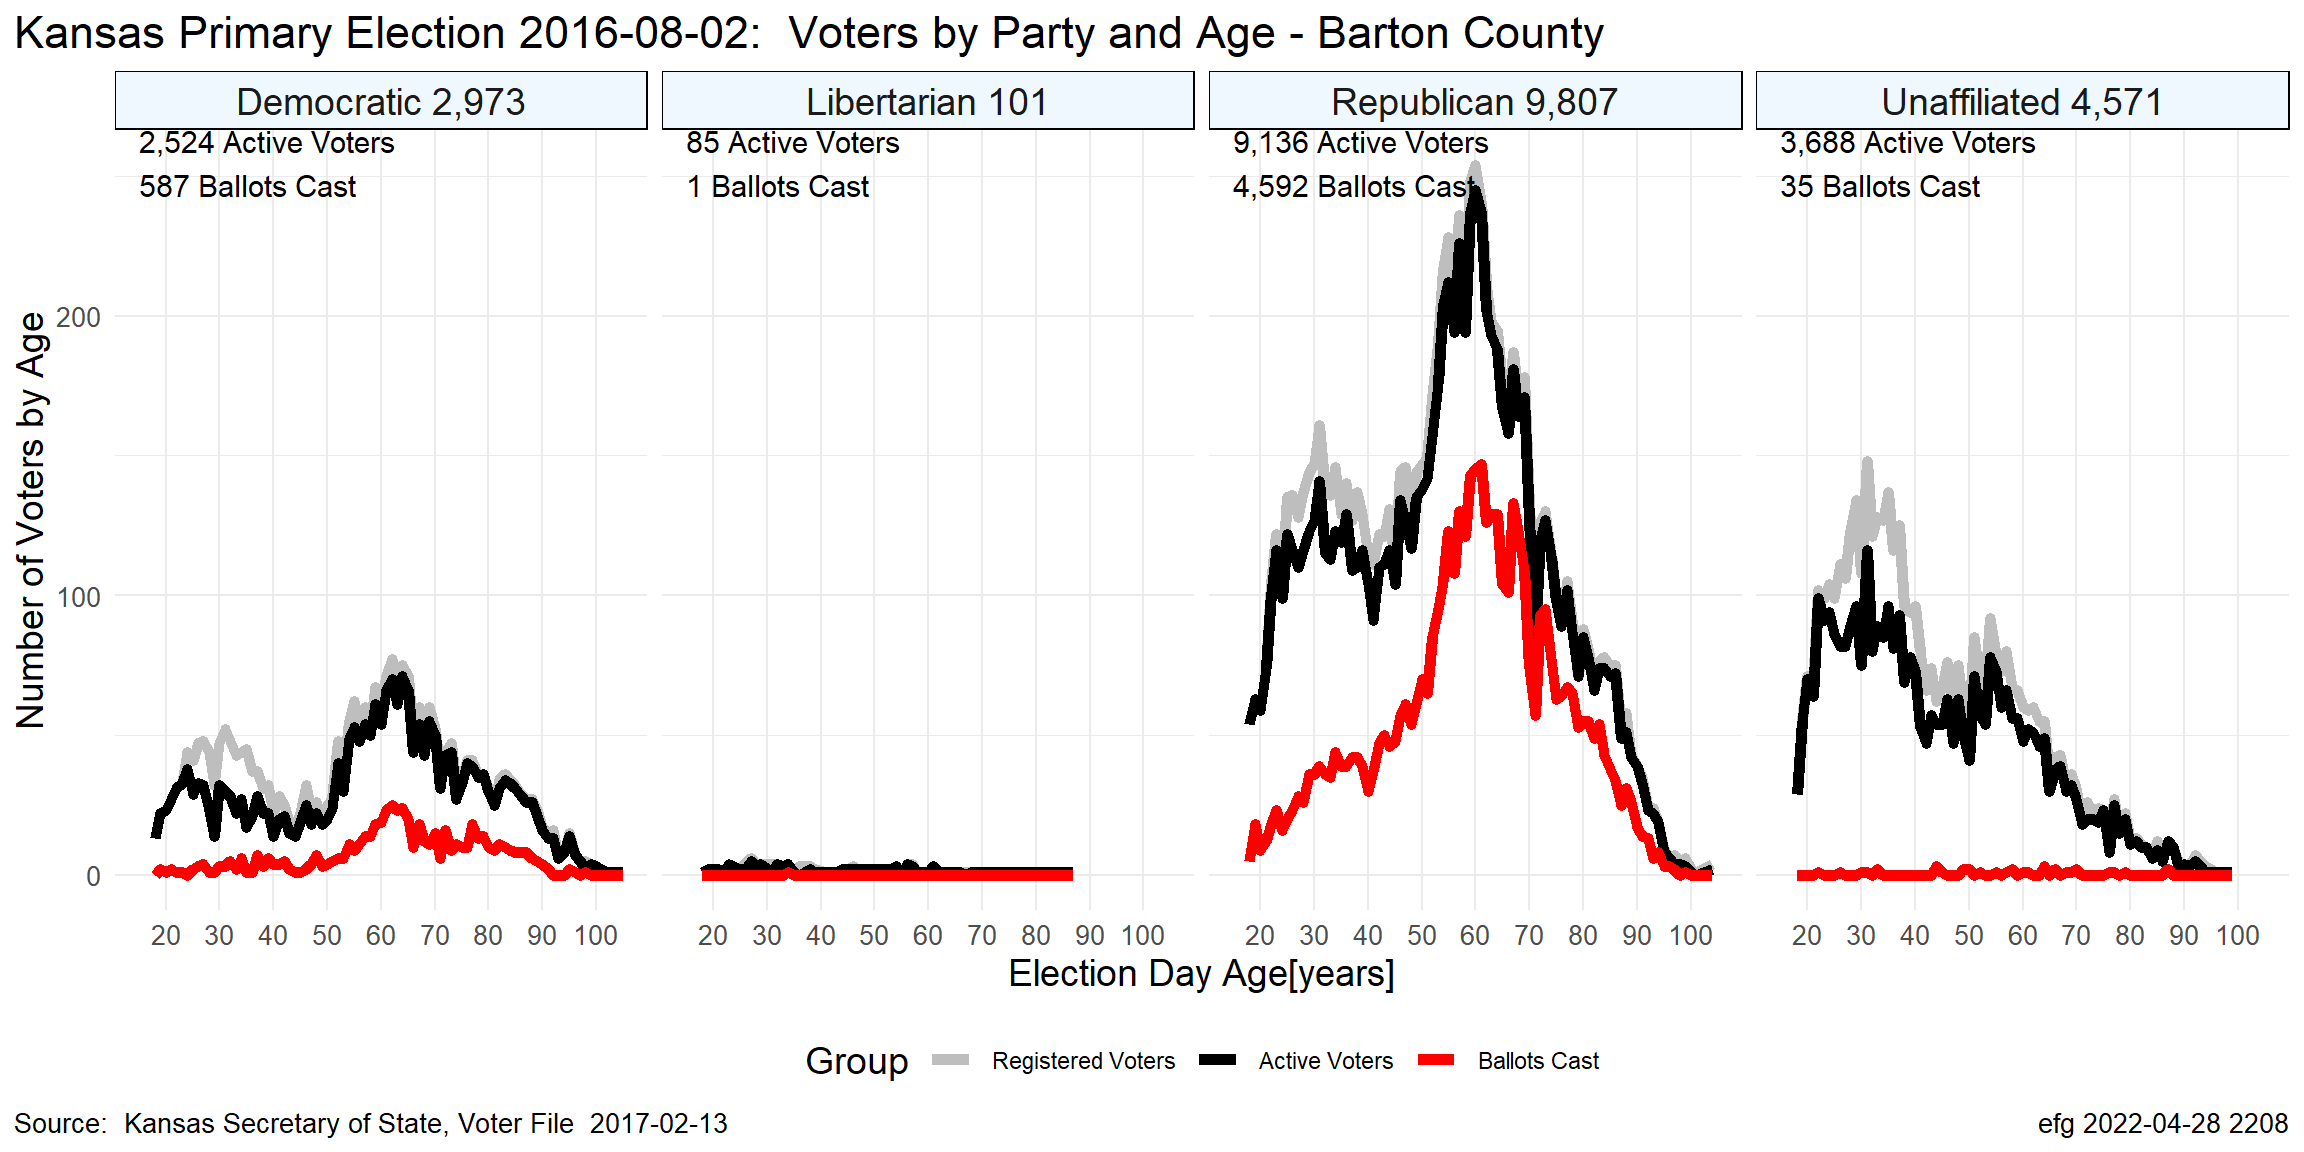 Kansas Primary Election 2016-08-02:  Voters by Party and Age - Barton County
Democratic 2,973
Libertarian 101
Republican 9,807
Unaffiliated 4,571
2,524 Active Voters
587 Ballots Cast
85 Active Voters
1 Ballots Cast
9,136 Active Voters
4,592 Ballots Cast
3,688 Active Voters
35 Ballots Cast
Number of Voters by Age
200
100
0
20 30 40 50 60 70 80 90 100
20 30 40 50 60 70 80 90 100
20 30 40 50 60 70 80 90 100
20 30 40 50 60 70 80 90 100
Election Day Age[years]
Group Registered Voters Active Voters Ballots Cast
Source:  Kansas Secretary of State, Voter File  2017-02-13
efg 2022-04-28 2208